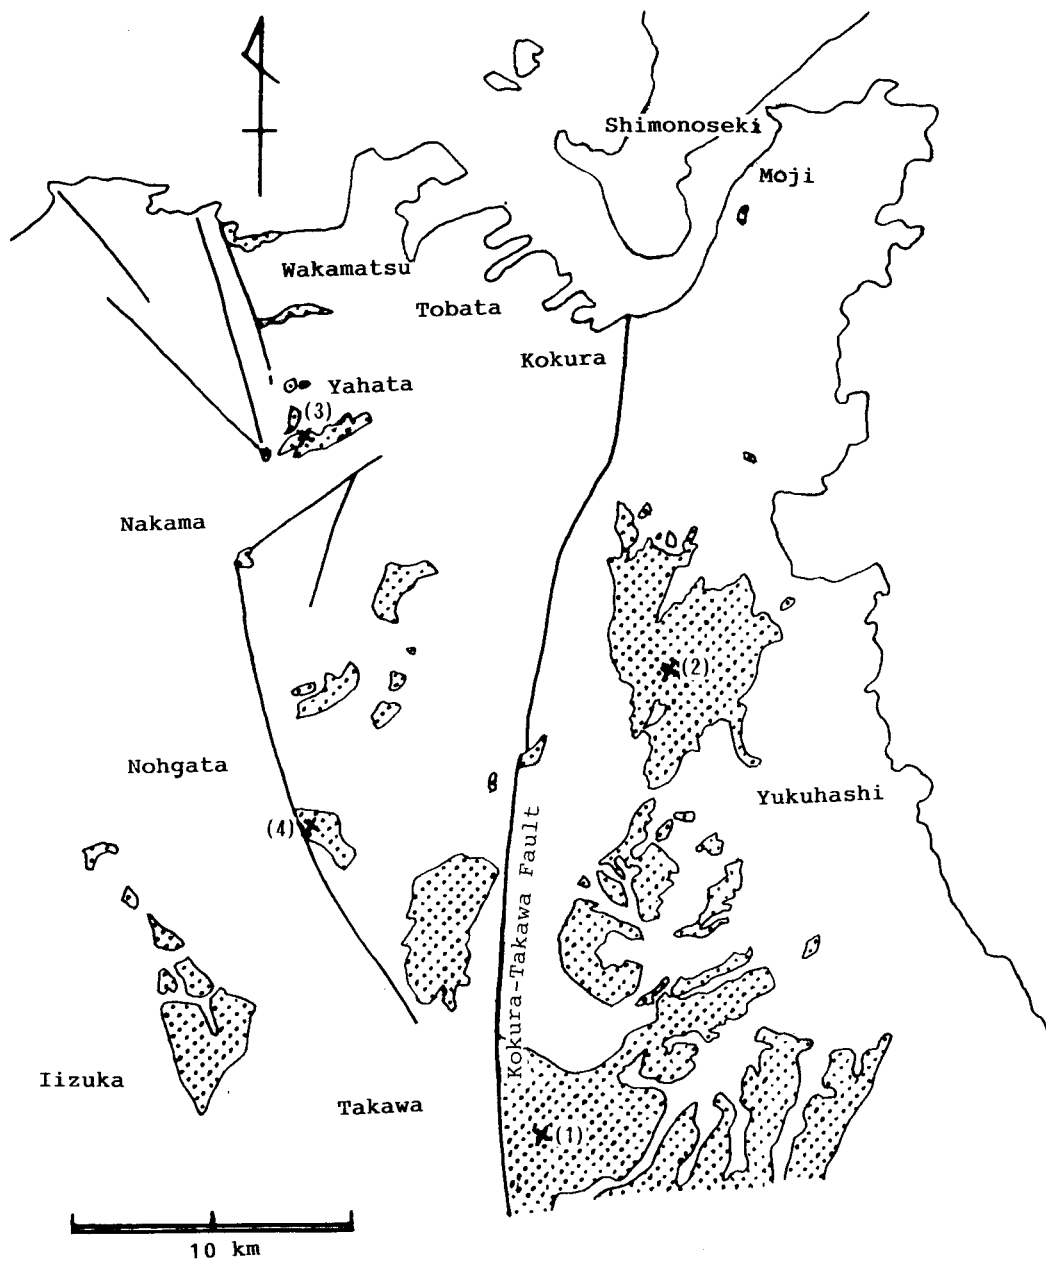 Shimonoseki
Moji
Wakamatsu
Tobata
Kokura
Yahata
(3)
Nakama
(2)
Nohgata
Yukuhashi
(4)
Kokura-Takawa Fault
Iizuka
Takawa
(1)
10 km